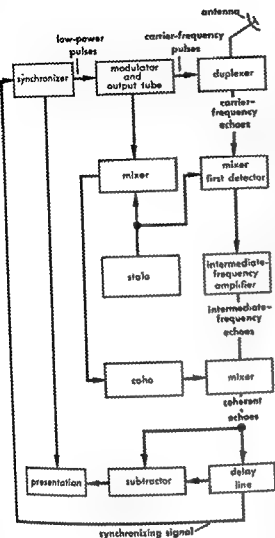 antenna
low-power
pulses
carrier-frequency
pulses
synchronizer
modulator
and
output tube
duplexer
carrier-
frequency
echoes
mixer
mixer
first detector
stalo
intermediate-
frequency
amplifier
intermediate-
frequency
echoes
coho
mixer
coherent
echoes
presentation
subtractor
delay
line
synchronizing signal